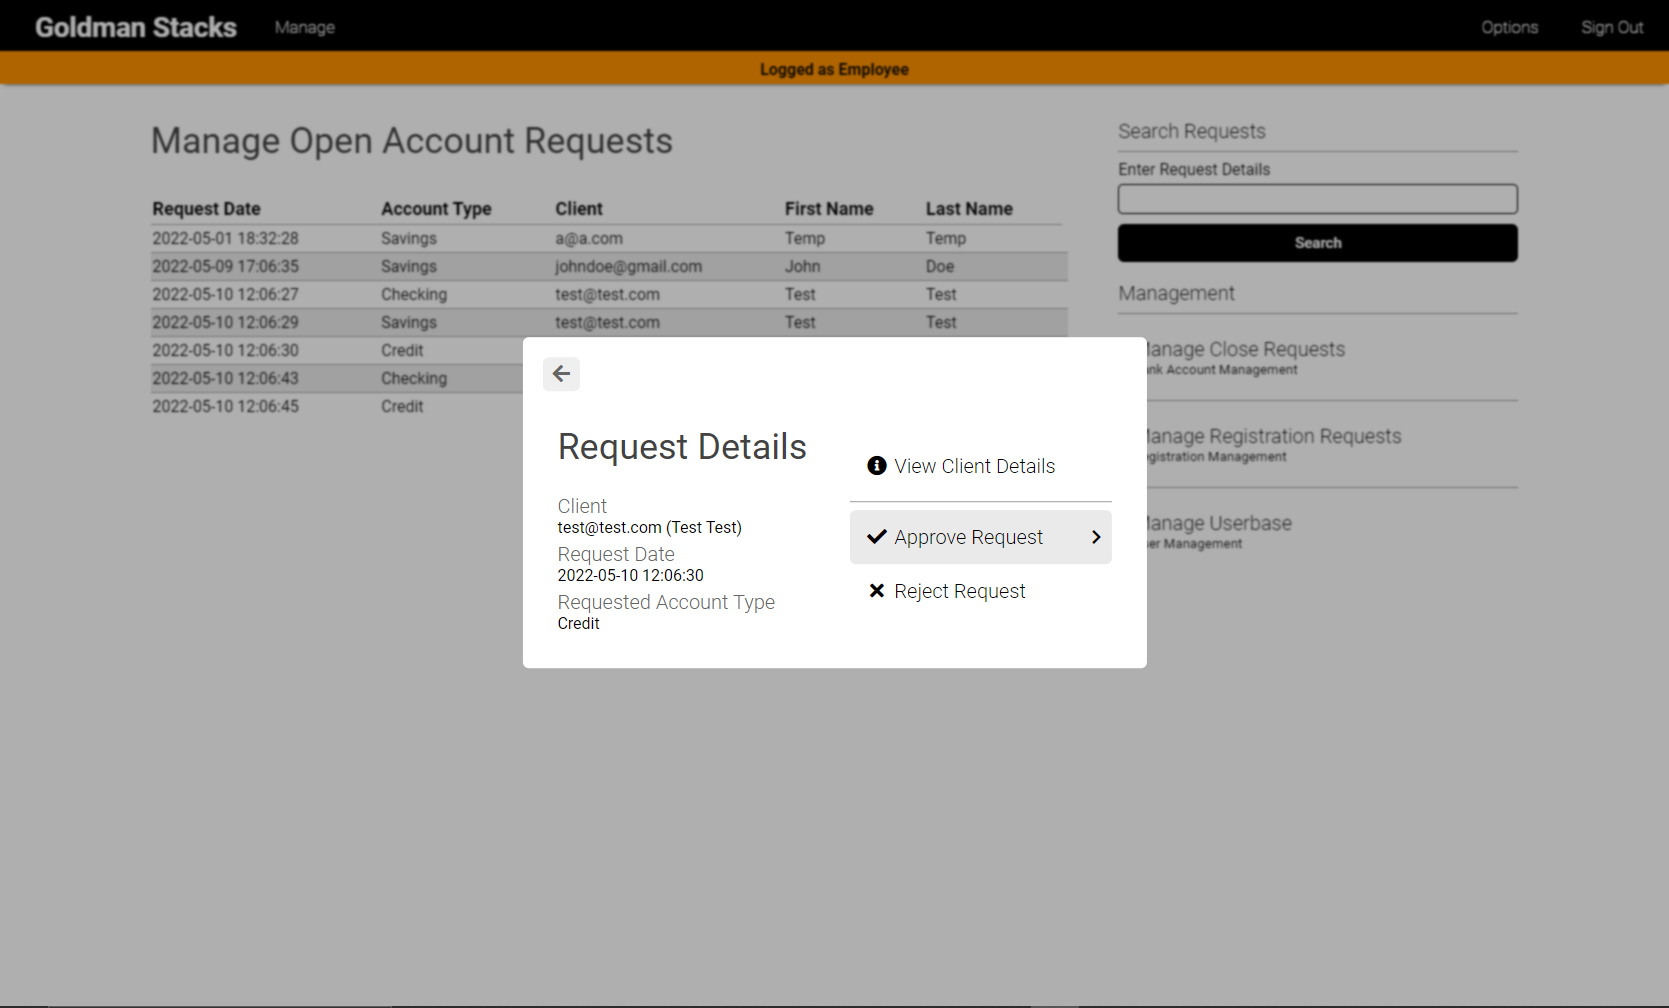 Goldman Stacks Manage Options Sign Out
Logged as Employee
Manage Open Account Requests
Request Date Account Type Client First Name Last Name
2022-05-01 18:32:28 Savings a@a.com Temp Temp
2022-05-09 17:06:35 Savings johndoe@gmail.com John Doe
2022-05-10 12:06:27 Checking test@test.com Test Test
2022-05-10 12:06:29 Savings test@test.com Test Test
2022-05-10 12:06:30 Credit
2022-05-10 12:06:43 Checking
2022-05-10 12:06:45 Credit
Search Requests
Enter Request Details
Search
Management
anage Close Requests
nk Account Management
anage Registration Requests
gistration Management
anage Userbase
er Management
Request Details
Client
test@test.com (Test Test)
Request Date
2022-05-10 12:06:30
Requested Account Type
Credit
View Client Details
Approve Request
Reject Request